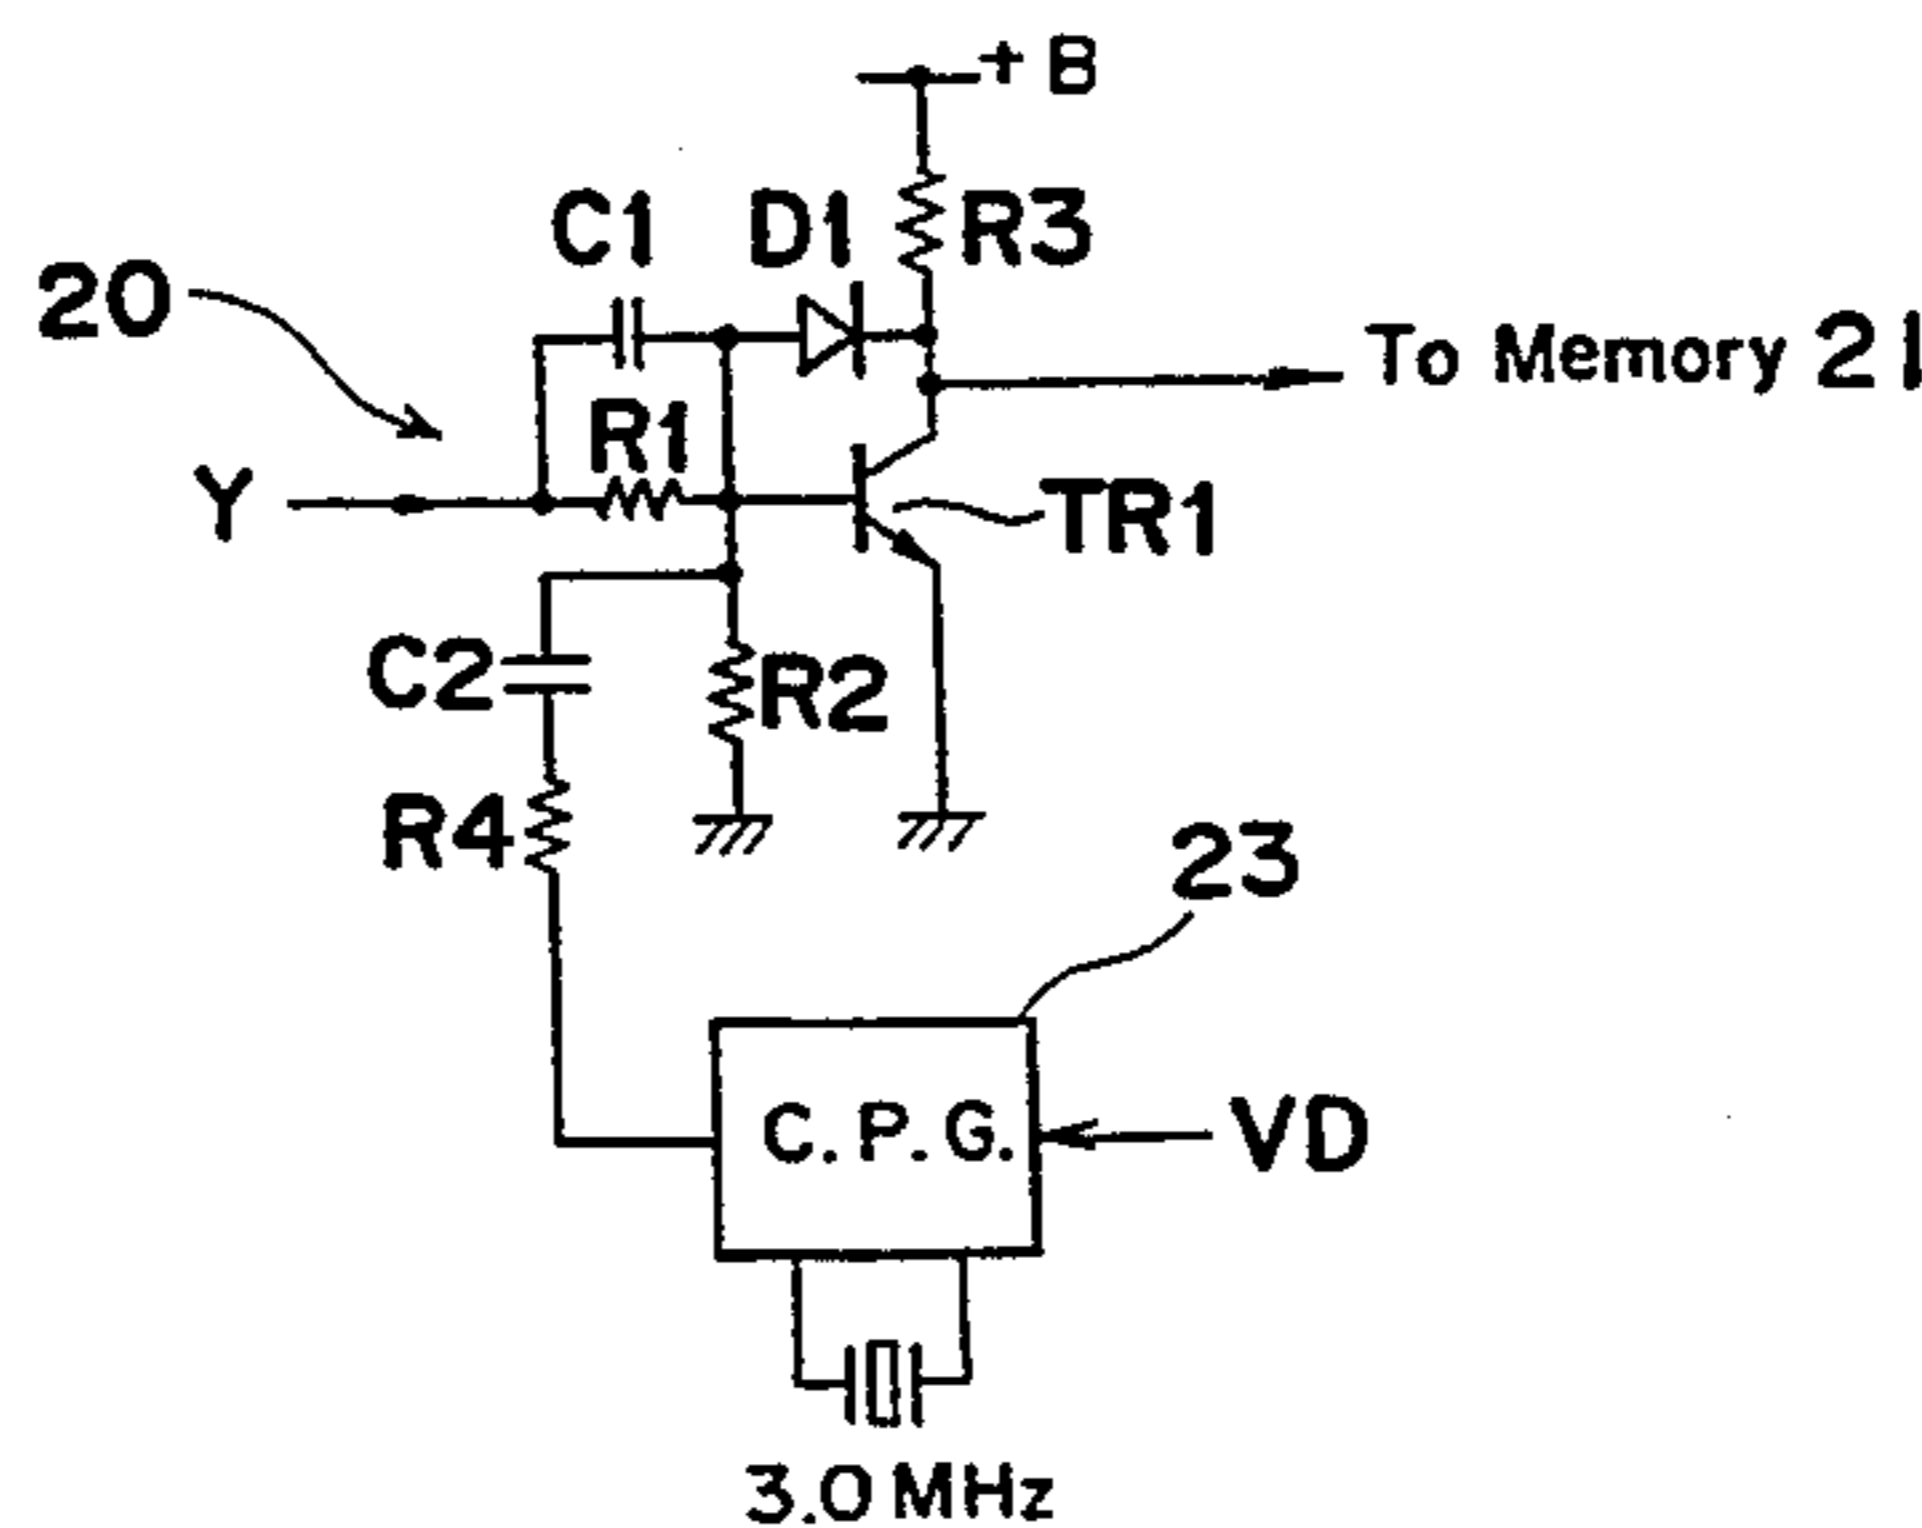 +B
C1 D1 R3
20
To Memory 21
R1
Y
TR1
C2 R2
R4
23
C.P.G.
VD
3.0 MHz